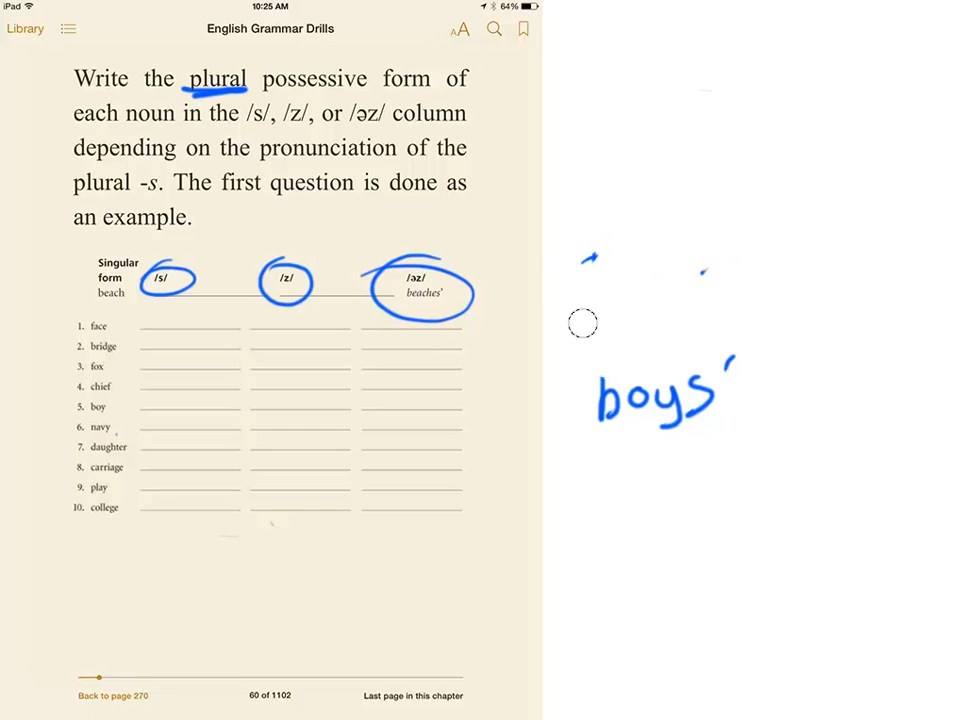 iPad 10:25 AM 64%
Library English Grammar Drills AA
Write the plural possessive form of
each noun in the /s/, /z/, or /əz/ column
depending on the pronunciation of the
plural -s. The first question is done as
an example.
Singular
form /s/ /z/ /əz/
beach beaches'
1. face
2. bridge
3. fox
4. chief
5. boy
6. navy
7. daughter
8. carriage
9. play
10. college
boys'
Back to page 270 60 of 1102 Last page in this chapter